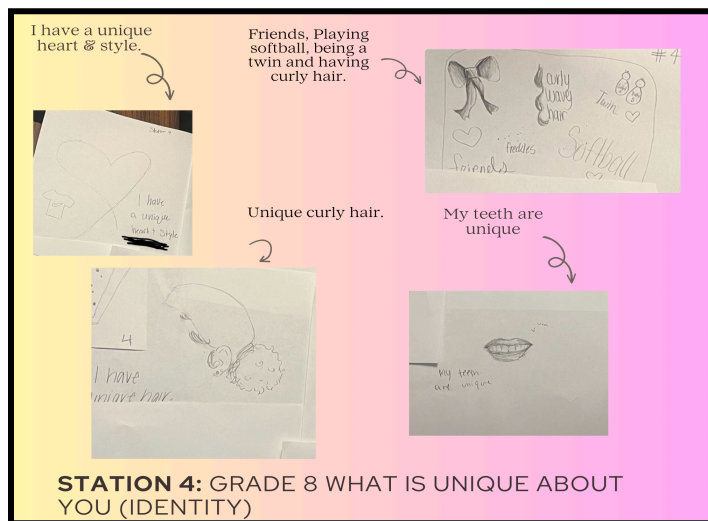 I have a unique
heart & style.
Friends, Playing
softball, being a
twin and having
curly hair.
Station 4
I have
a unique
heart + Style
#4
curly
wavy
hair
Twin
freckles
Softball
friends
Unique curly hair.
My teeth are
unique
4
I have
hair.
My teeth
are unique
STATION 4: GRADE 8 WHAT IS UNIQUE ABOUT
YOU (IDENTITY)